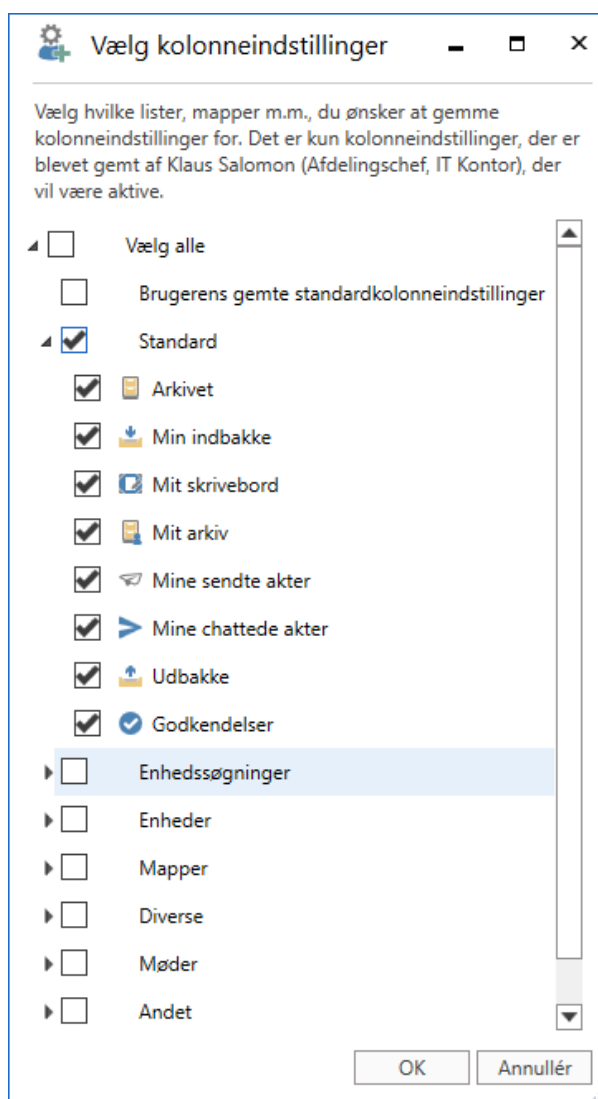 Vælg kolonneindstillinger
Vælg hvilke lister, mapper m.m., du ønsker at gemme
kolonneindstillinger for. Det er kun kolonneindstillinger, der er
blevet gemt af Klaus Salomon (Afdelingschef, IT Kontor), der
vil være aktive.
Vælg alle
Brugerens gemte standardkolonneindstillinger
Standard
Arkivet
Min indbakke
Mit skrivebord
Mit arkiv
Mine sendte akter
Mine chattede akter
Udbakke
Godkendelser
Enhedssøgninger
Enheder
Mapper
Diverse
Møder
Andet
OK
Annullér